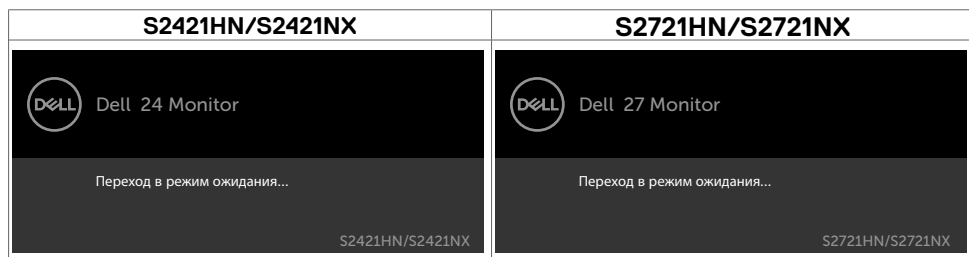 S2421HN/S2421NX
S2721HN/S2721NX
DELL Dell 24 Monitor
Переход в режим ожидания...
S2421HN/S2421NX
DELL Dell 27 Monitor
Переход в режим ожидания...
S2721HN/S2721NX